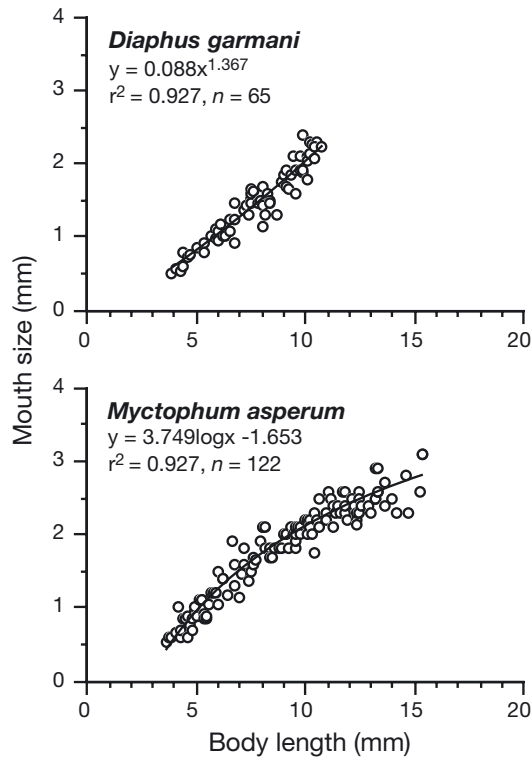 4
Diaphus garmani
y = 0.088x^1.367
r² = 0.927, n = 65
3
2
1
0
0 5 10 15 20
Mouth size (mm)
4
Myctophum asperum
y = 3.749logx -1.653
r² = 0.927, n = 122
3
2
1
0
0 5 10 15 20
Body length (mm)